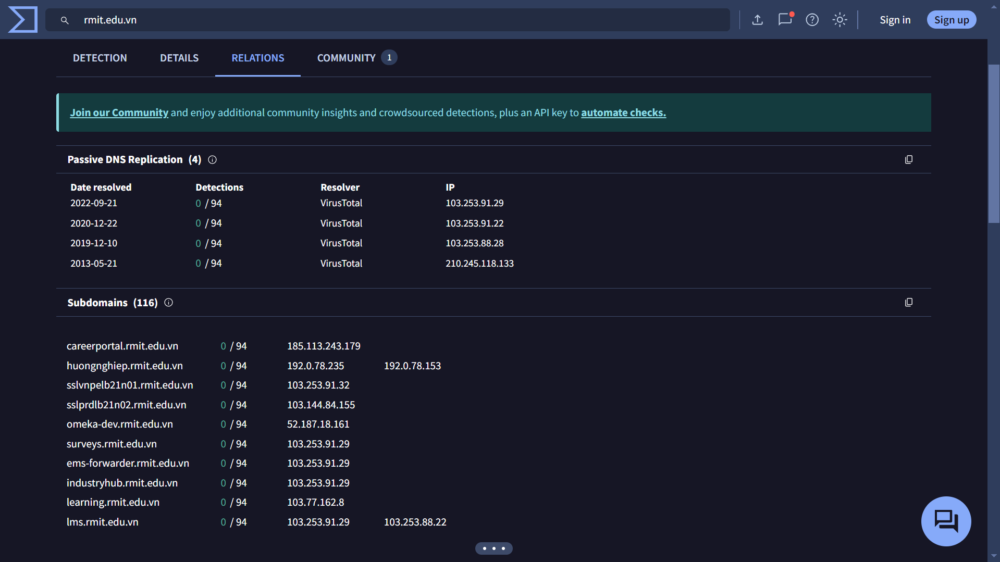 rmit.edu.vn
Sign in
Sign up
DETECTION DETAILS RELATIONS COMMUNITY 1
Join our Community and enjoy additional community insights and crowdsourced detections, plus an API key to automate checks.
Passive DNS Replication (4)
Date resolved Detections Resolver IP
2022-09-21 0 / 94 VirusTotal 103.253.91.29
2020-12-22 0 / 94 VirusTotal 103.253.91.22
2019-12-10 0 / 94 VirusTotal 103.253.88.28
2013-05-21 0 / 94 VirusTotal 210.245.118.133
Subdomains (116)
careerportal.rmit.edu.vn 0 / 94 185.113.243.179
huongnghiep.rmit.edu.vn 0 / 94 192.0.78.235 192.0.78.153
sslvnpelb21n01.rmit.edu.vn 0 / 94 103.253.91.32
sslprdlb21n02.rmit.edu.vn 0 / 94 103.144.84.155
omeka-dev.rmit.edu.vn 0 / 94 52.187.18.161
surveys.rmit.edu.vn 0 / 94 103.253.91.29
ems-forwarder.rmit.edu.vn 0 / 94 103.253.91.29
industryhub.rmit.edu.vn 0 / 94 103.253.91.29
learning.rmit.edu.vn 0 / 94 103.77.162.8
lms.rmit.edu.vn 0 / 94 103.253.91.29 103.253.88.22